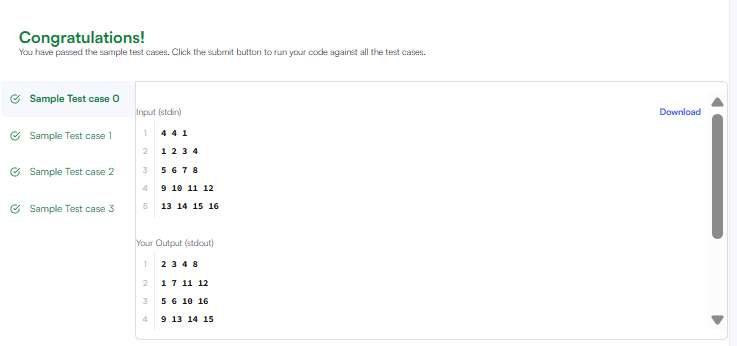 Congratulations!
You have passed the sample test cases. Click the submit button to run your code against all the test cases.
Sample Test case 0
Sample Test case 1
Sample Test case 2
Sample Test case 3
Input (stdin)
Download
1 4 4 1
2 1 2 3 4
3 5 6 7 8
4 9 10 11 12
5 13 14 15 16
Your Output (stdout)
1 2 3 4 8
2 1 7 11 12
3 5 6 10 16
4 9 13 14 15